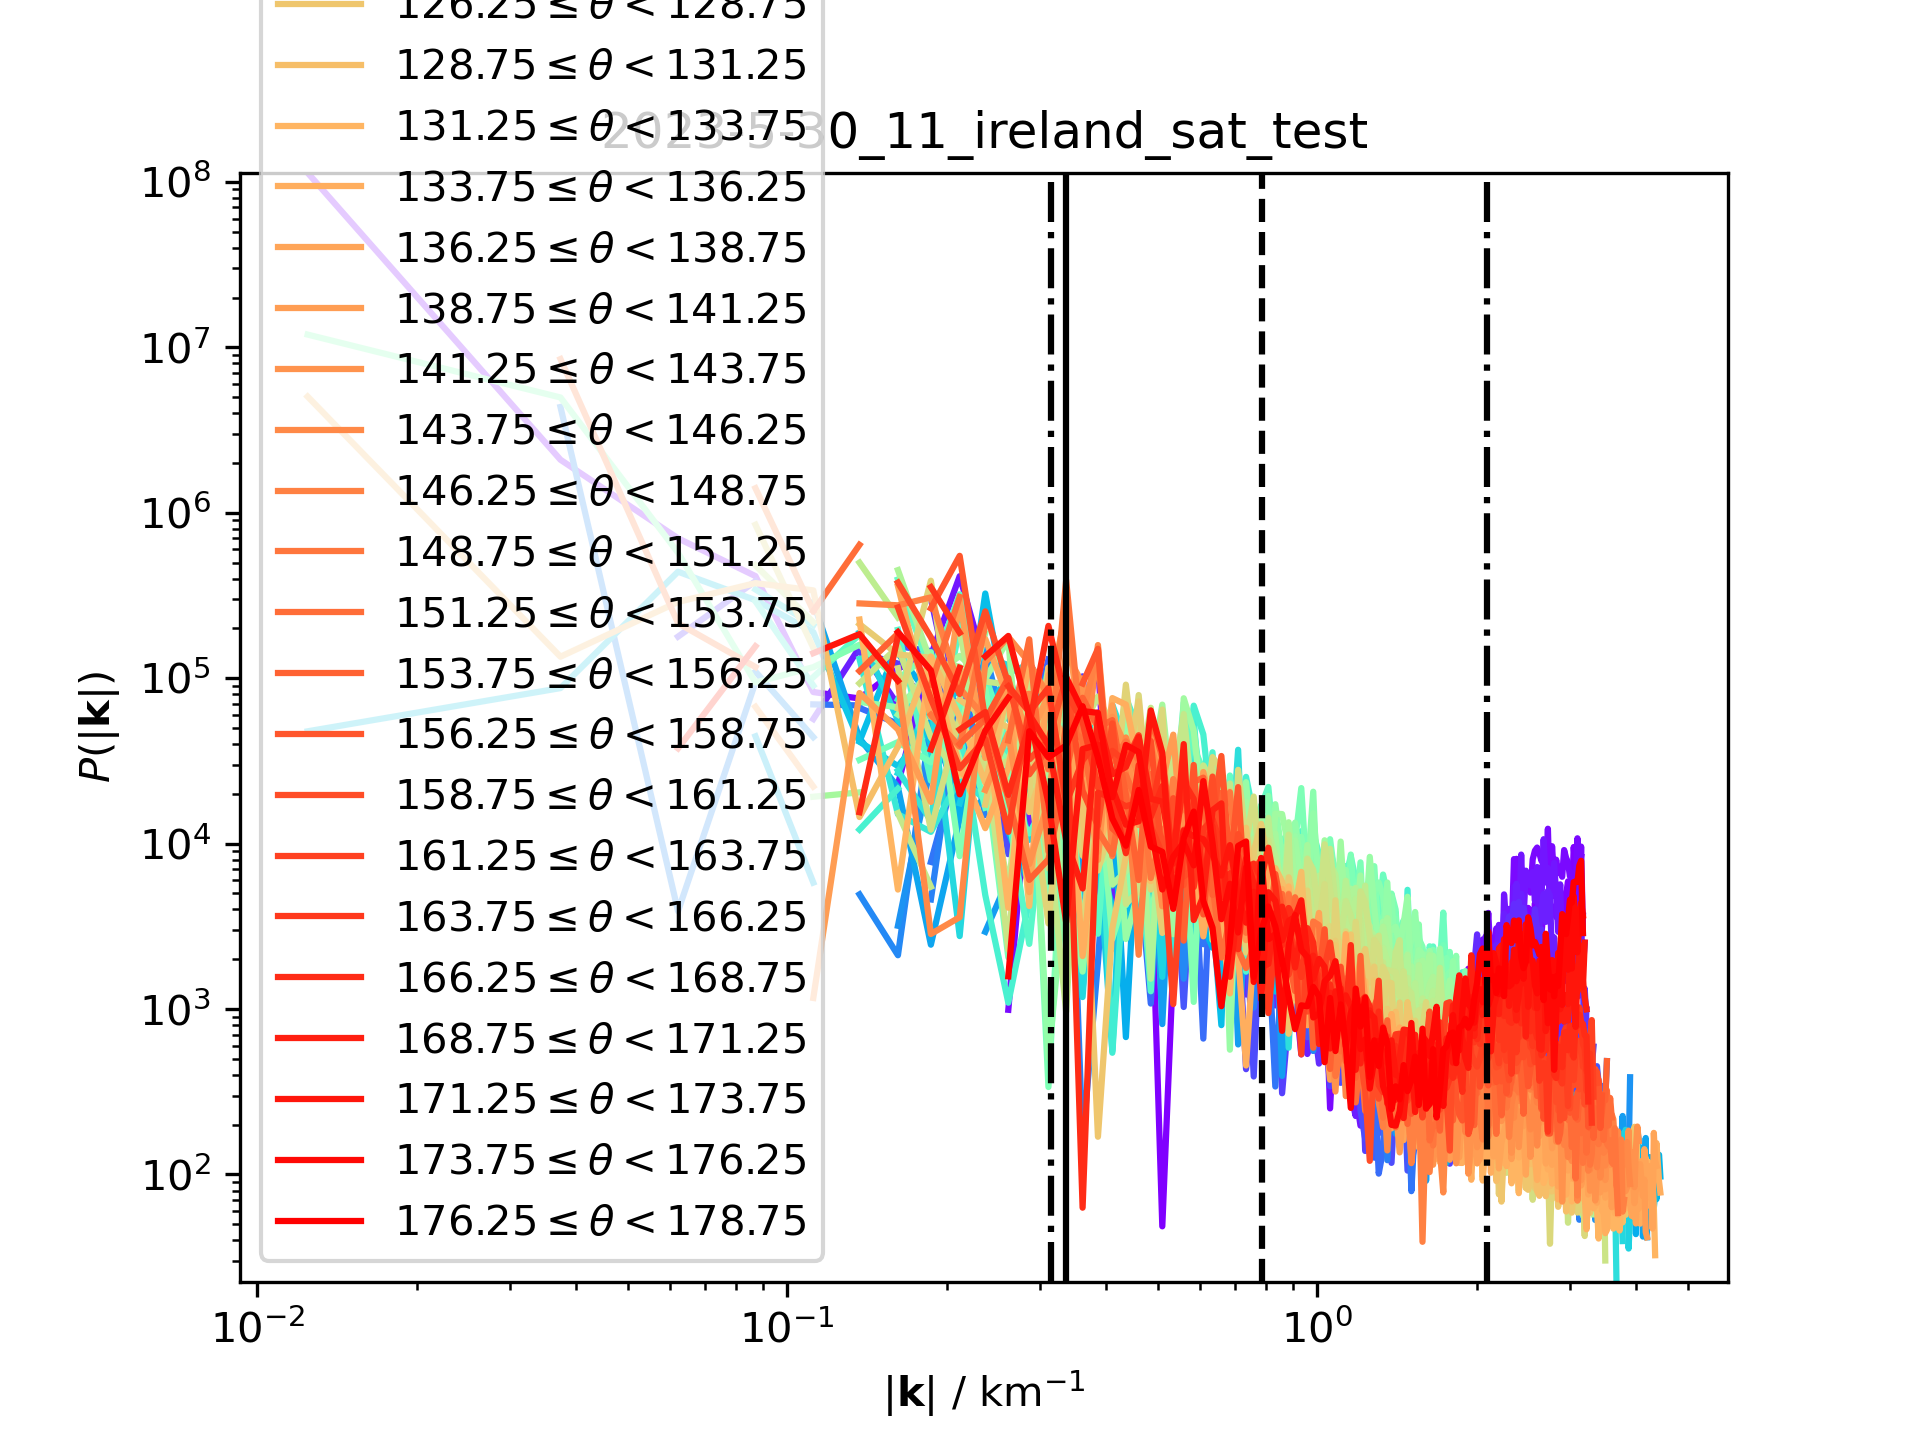 126.25 ≤ θ < 128.75
128.75 ≤ θ < 131.25
131.25 ≤ θ < 133.75
2023-5-30_11_ireland_sat_test
133.75 ≤ θ < 136.25
136.25 ≤ θ < 138.75
138.75 ≤ θ < 141.25
141.25 ≤ θ < 143.75
143.75 ≤ θ < 146.25
146.25 ≤ θ < 148.75
148.75 ≤ θ < 151.25
151.25 ≤ θ < 153.75
153.75 ≤ θ < 156.25
156.25 ≤ θ < 158.75
158.75 ≤ θ < 161.25
161.25 ≤ θ < 163.75
163.75 ≤ θ < 166.25
166.25 ≤ θ < 168.75
168.75 ≤ θ < 171.25
171.25 ≤ θ < 173.75
173.75 ≤ θ < 176.25
176.25 ≤ θ < 178.75
10⁸
10⁷
10⁶
10⁵
10⁴
10³
10²
P(|k|)
10⁻² 10⁻¹ 10⁰
|k| / km⁻¹